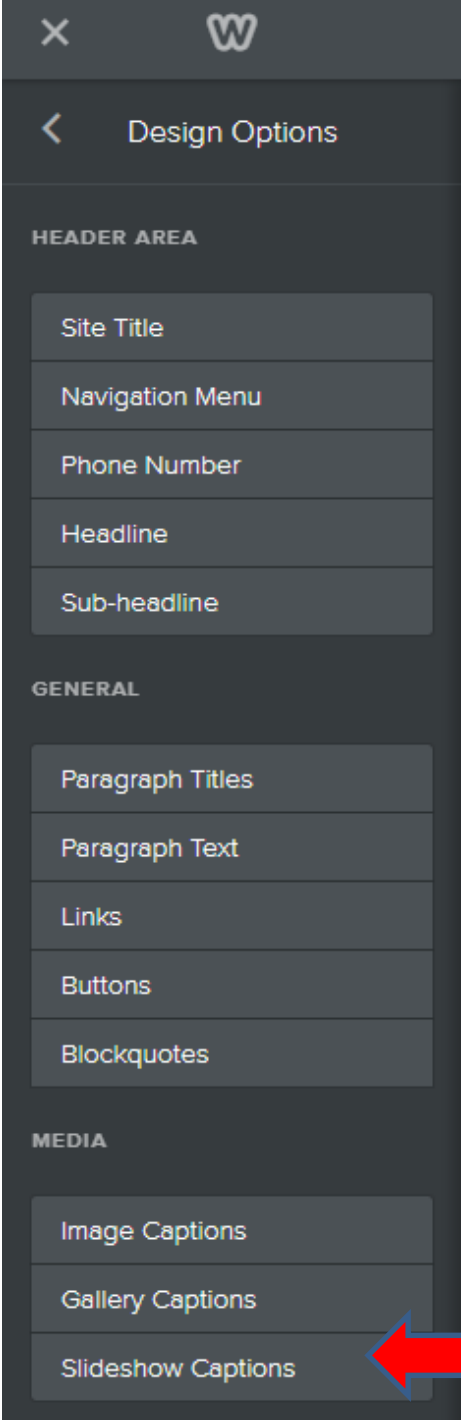 Design Options
HEADER AREA
Site Title
Navigation Menu
Phone Number
Headline
Sub-headline
GENERAL
Paragraph Titles
Paragraph Text
Links
Buttons
Blockquotes
MEDIA
Image Captions
Gallery Captions
Slideshow Captions